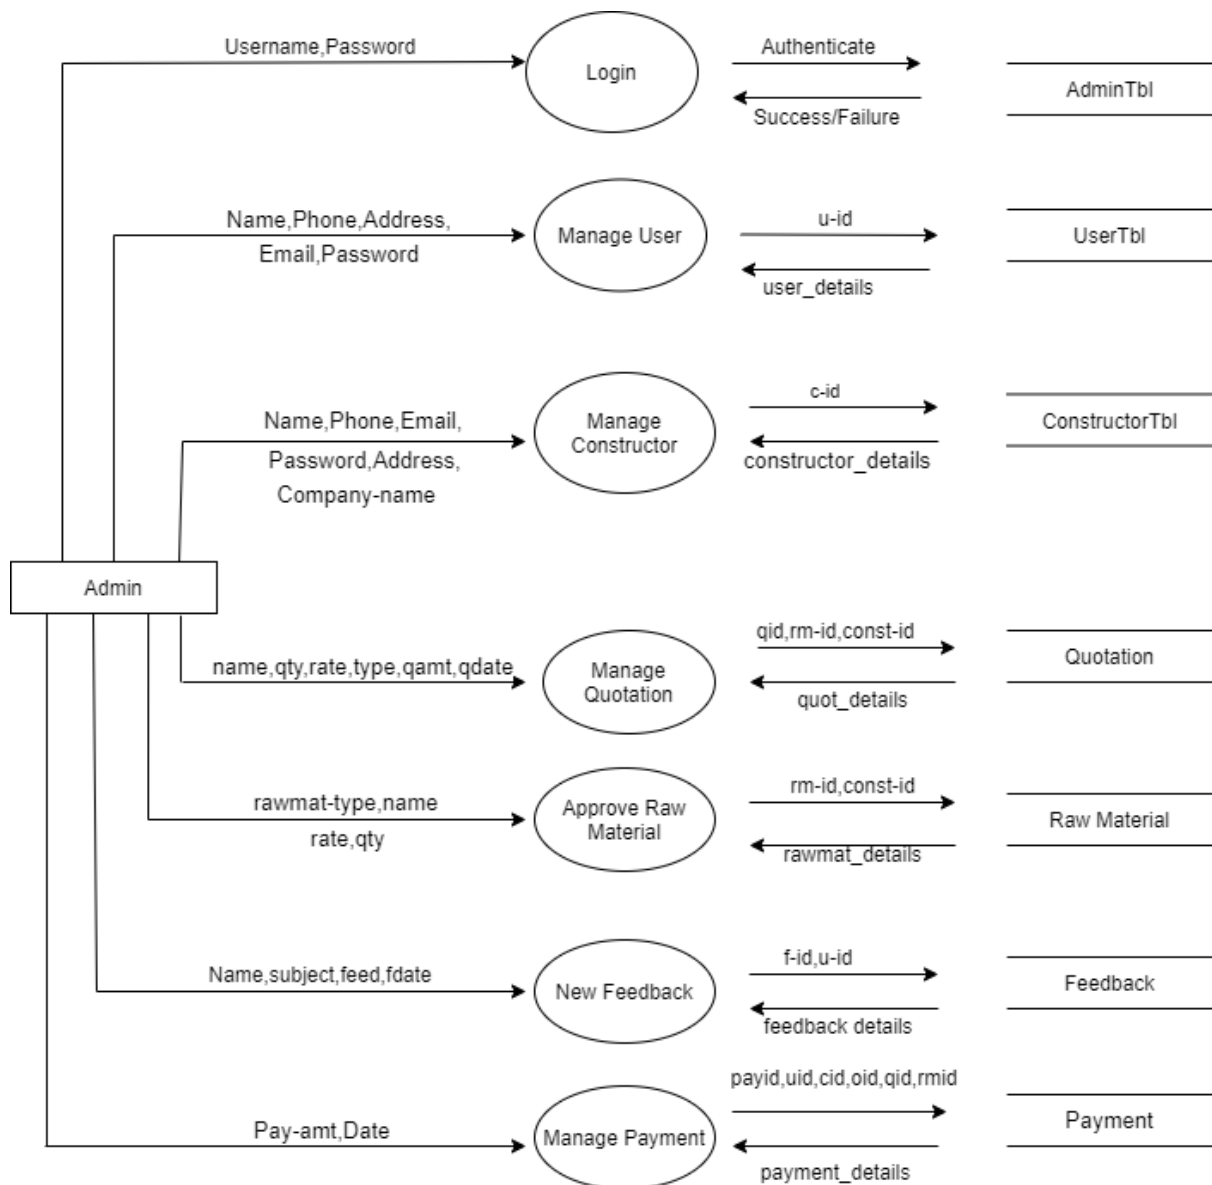 Username,Password
Login
Authenticate
Success/Failure
AdminTbl
Name,Phone,Address,
Email,Password
Manage User
u-id
user_details
UserTbl
Name,Phone,Email,
Password,Address,
Company-name
Manage
Constructor
c-id
constructor_details
ConstructorTbl
Admin
name,qty,rate,type,qamt,qdate
Manage
Quotation
qid,rm-id,const-id
quot_details
Quotation
rawmat-type,name
rate,qty
Approve Raw
Material
rm-id,const-id
rawmat_details
Raw Material
Name,subject,feed,fdate
New Feedback
f-id,u-id
feedback details
Feedback
Pay-amt,Date
Manage Payment
payid,uid,cid,oid,qid,rmid
payment_details
Payment